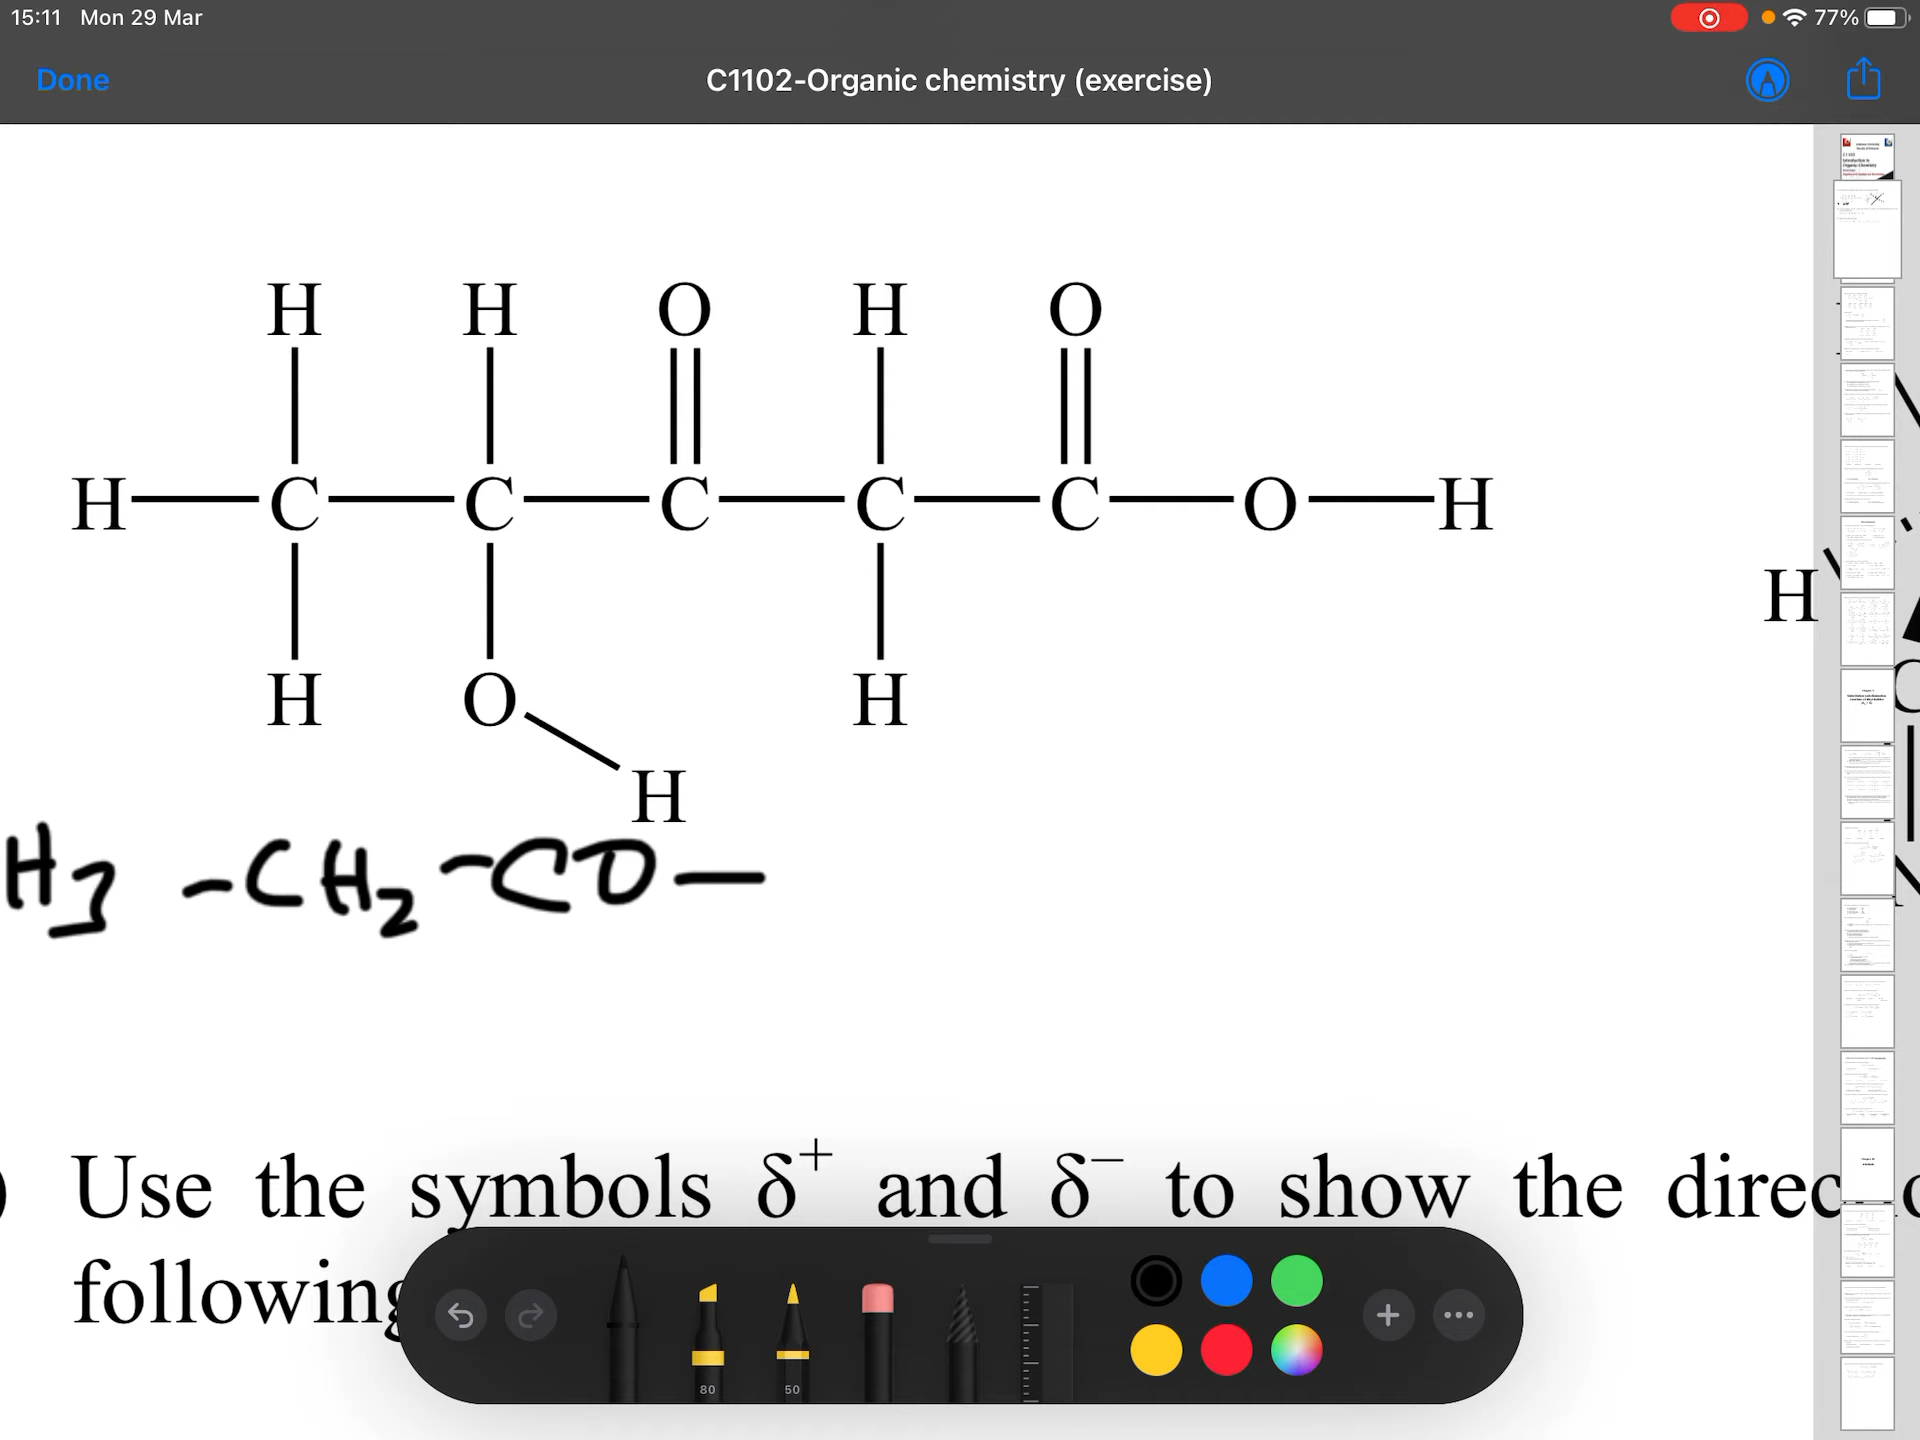 15:11 Mon 29 Mar
77%
Done
C1102-Organic chemistry (exercise)
H H O H O
H C C C C C O H
H
H O H
H
H3 -CH2-CO-
) Use the symbols δ+ and δ− to show the direc
following
80 50